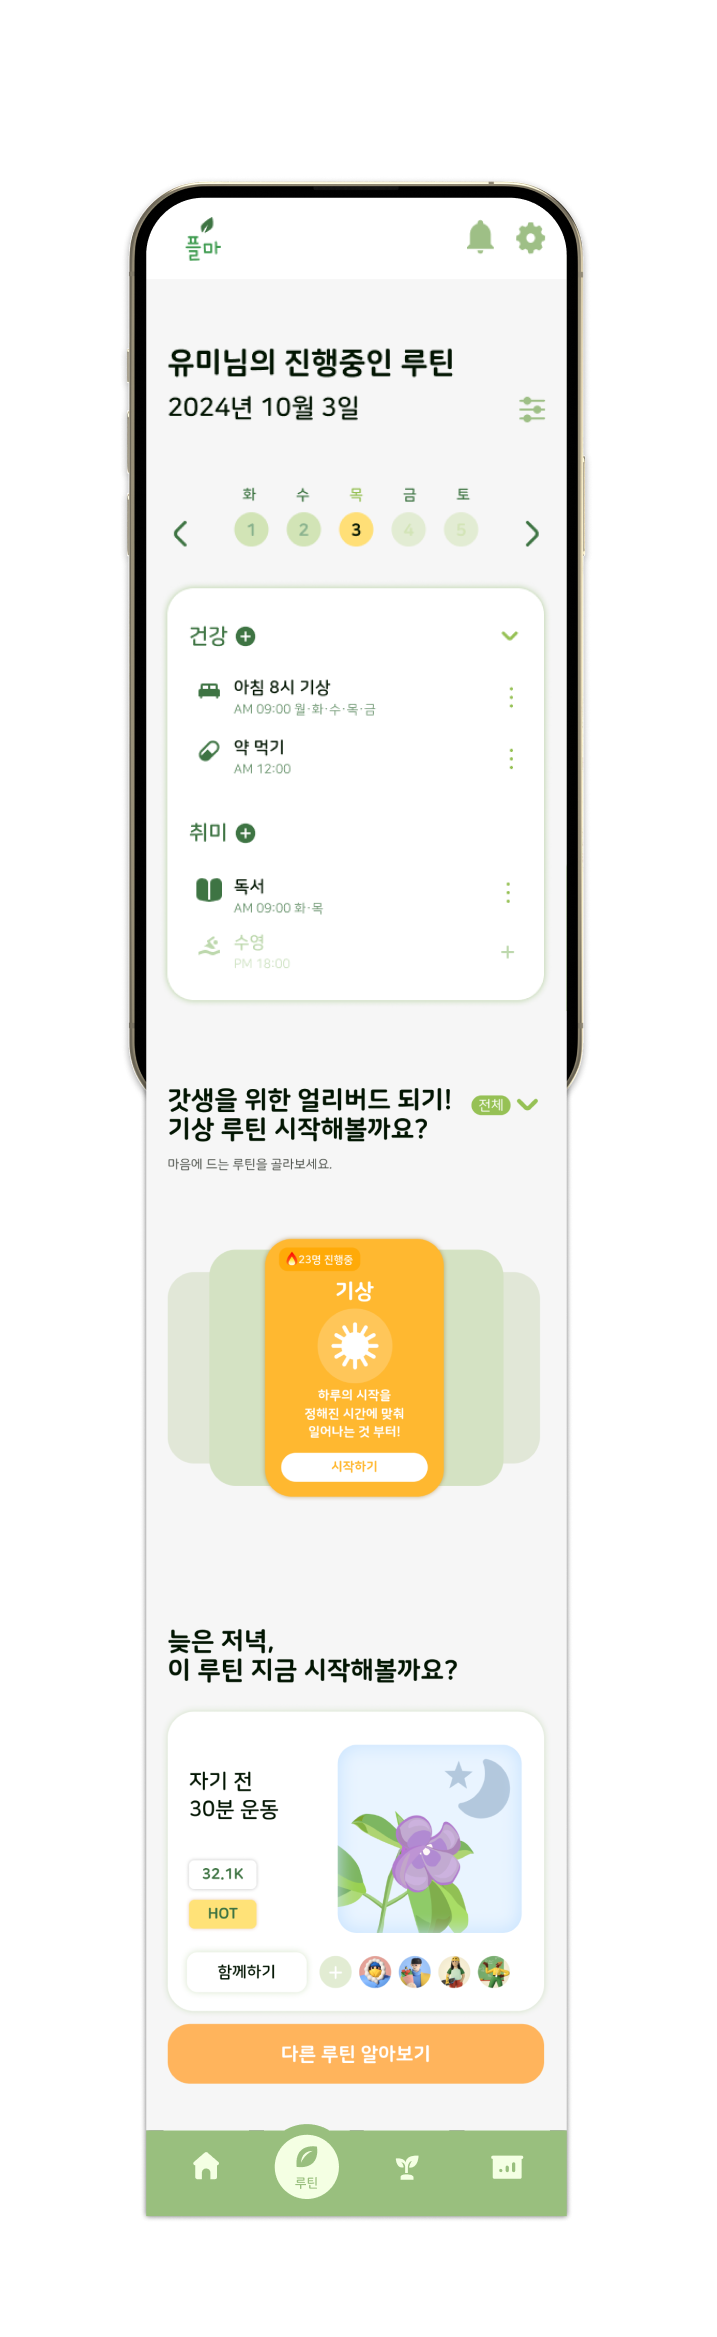 플마
유미님의 진행중인 루틴
2024년 10월 3일
화 수 목 금 토
1 2 3 4 5
건강
아침 8시 기상
AM 09:00 월·화·수·목·금
약 먹기
AM 12:00
취미
독서
AM 09:00 화·목
수영
PM 18:00
갓생을 위한 얼리버드 되기!
기상 루틴 시작해볼까요?
전체
마음에 드는 루틴을 골라보세요.
23명 진행중
기상
하루의 시작을
정해진 시간에 맞춰
일어나는 것 부터!
시작하기
늦은 저녁,
이 루틴 지금 시작해볼까요?
자기 전
30분 운동
32.1K
HOT
함께하기
다른 루틴 알아보기
루틴